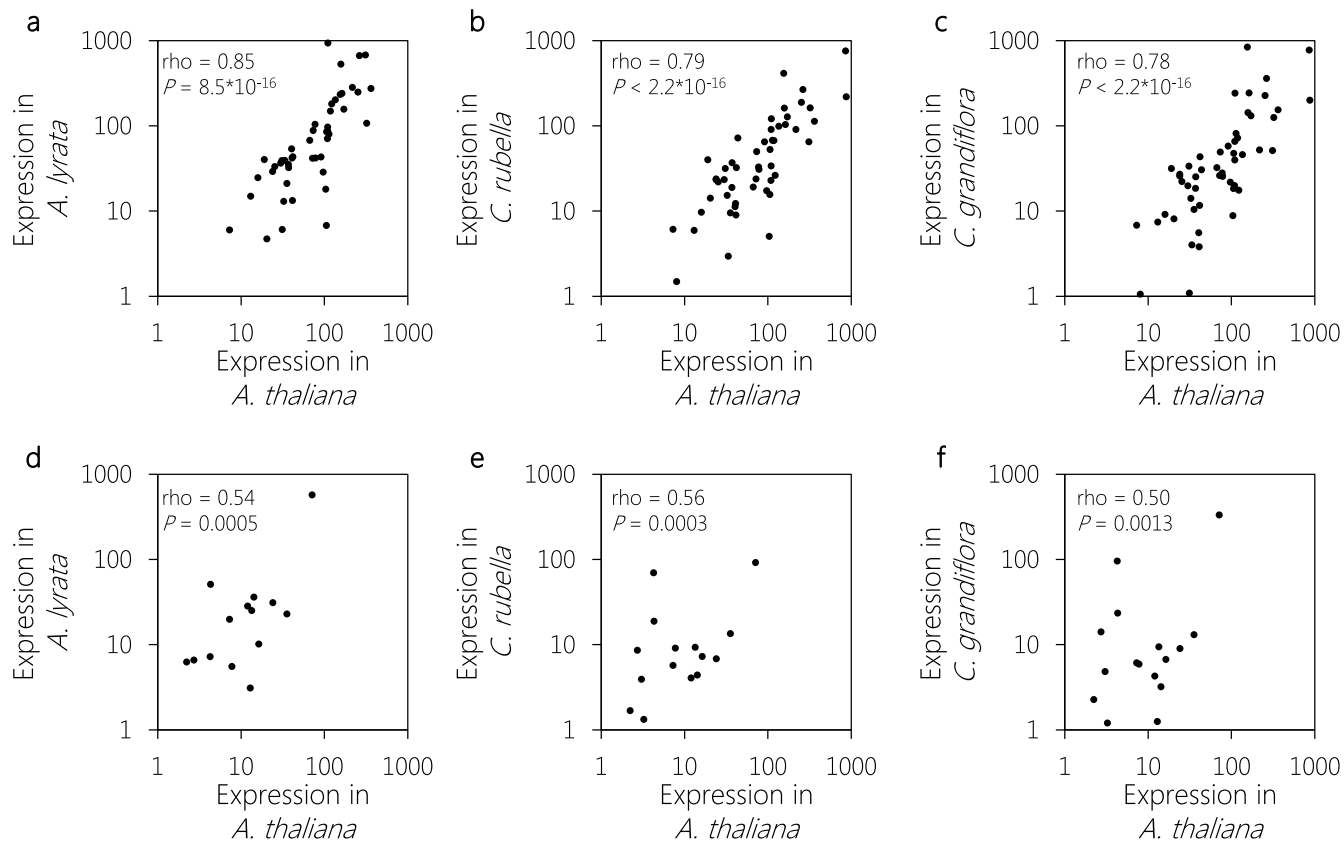 a
rho = 0.85
P = 8.5*10-16
Expression in
A. lyrata
1000
100
10
1
1 10 100 1000
Expression in
A. thaliana
b
rho = 0.79
P < 2.2*10-16
Expression in
C. rubella
1000
100
10
1
1 10 100 1000
Expression in
A. thaliana
c
rho = 0.78
P < 2.2*10-16
Expression in
C. grandiflora
1000
100
10
1
1 10 100 1000
Expression in
A. thaliana
d
rho = 0.54
P = 0.0005
Expression in
A. lyrata
1000
100
10
1
1 10 100 1000
Expression in
A. thaliana
e
rho = 0.56
P = 0.0003
Expression in
C. rubella
1000
100
10
1
1 10 100 1000
Expression in
A. thaliana
f
rho = 0.50
P = 0.0013
Expression in
C. grandiflora
1000
100
10
1
1 10 100 1000
Expression in
A. thaliana